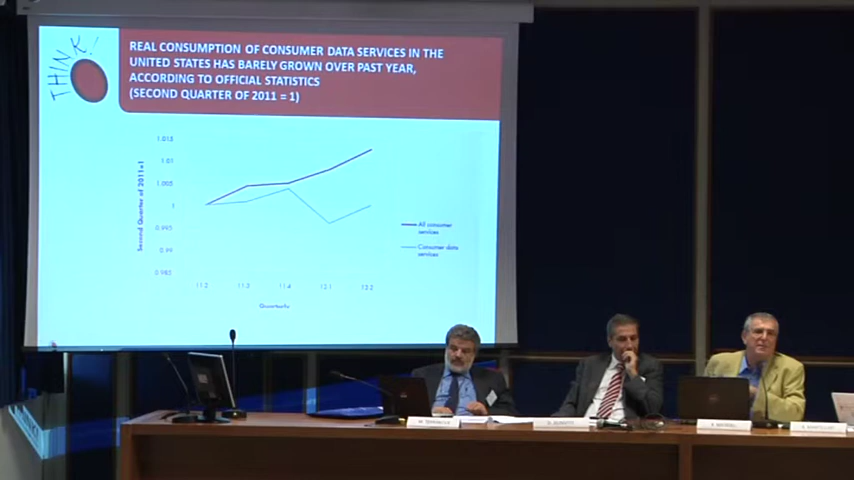 THINK!
REAL CONSUMPTION OF CONSUMER DATA SERVICES IN THE
UNITED STATES HAS BARELY GROWN OVER PAST YEAR,
ACCORDING TO OFFICIAL STATISTICS
(SECOND QUARTER OF 2011 = 1)
1.015
1.01
1.005
1
0.995
0.99
0.985
Second Quarter of 2011=1
11-2 11-3 11-4 12-1 12-2
All consumer
services
Consumer data
services